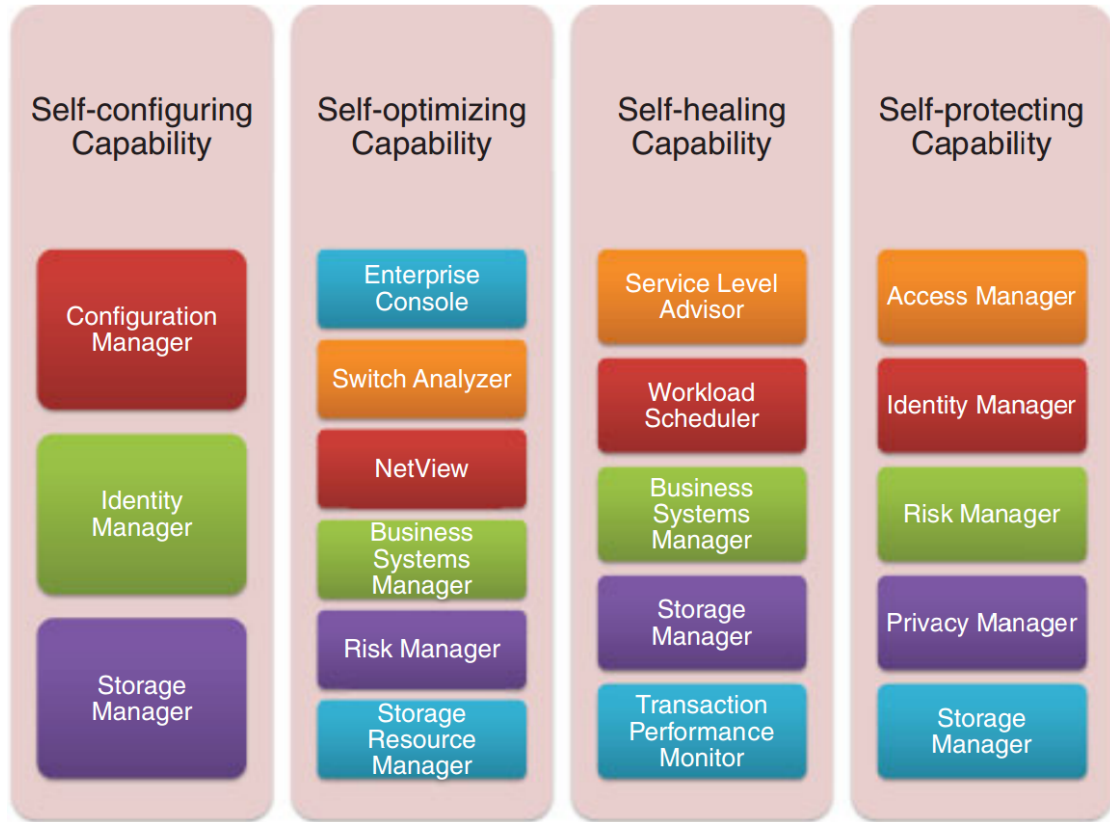 Self-configuring
Capability
Configuration
Manager
Identity
Manager
Storage
Manager
Self-optimizing
Capability
Enterprise
Console
Switch Analyzer
NetView
Business
Systems
Manager
Risk Manager
Storage
Resource
Manager
Self-healing
Capability
Service Level
Advisor
Workload
Scheduler
Business
Systems
Manager
Storage
Manager
Transaction
Performance
Monitor
Self-protecting
Capability
Access Manager
Identity Manager
Risk Manager
Privacy Manager
Storage
Manager